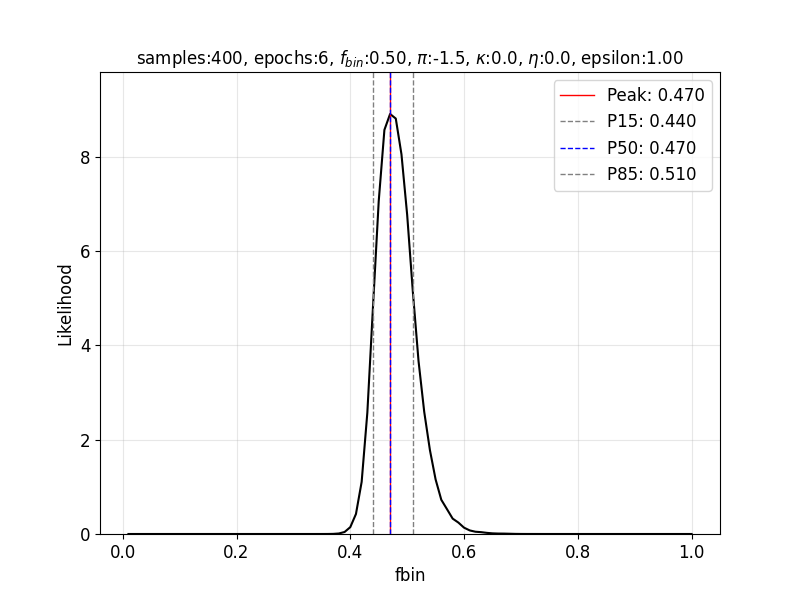 samples:400, epochs:6, f_bin:0.50, π:-1.5, κ:0.0, η:0.0, epsilon:1.00
Peak: 0.470
P15: 0.440
P50: 0.470
P85: 0.510
Likelihood
8
6
4
2
0
0.0 0.2 0.4 0.6 0.8 1.0
fbin